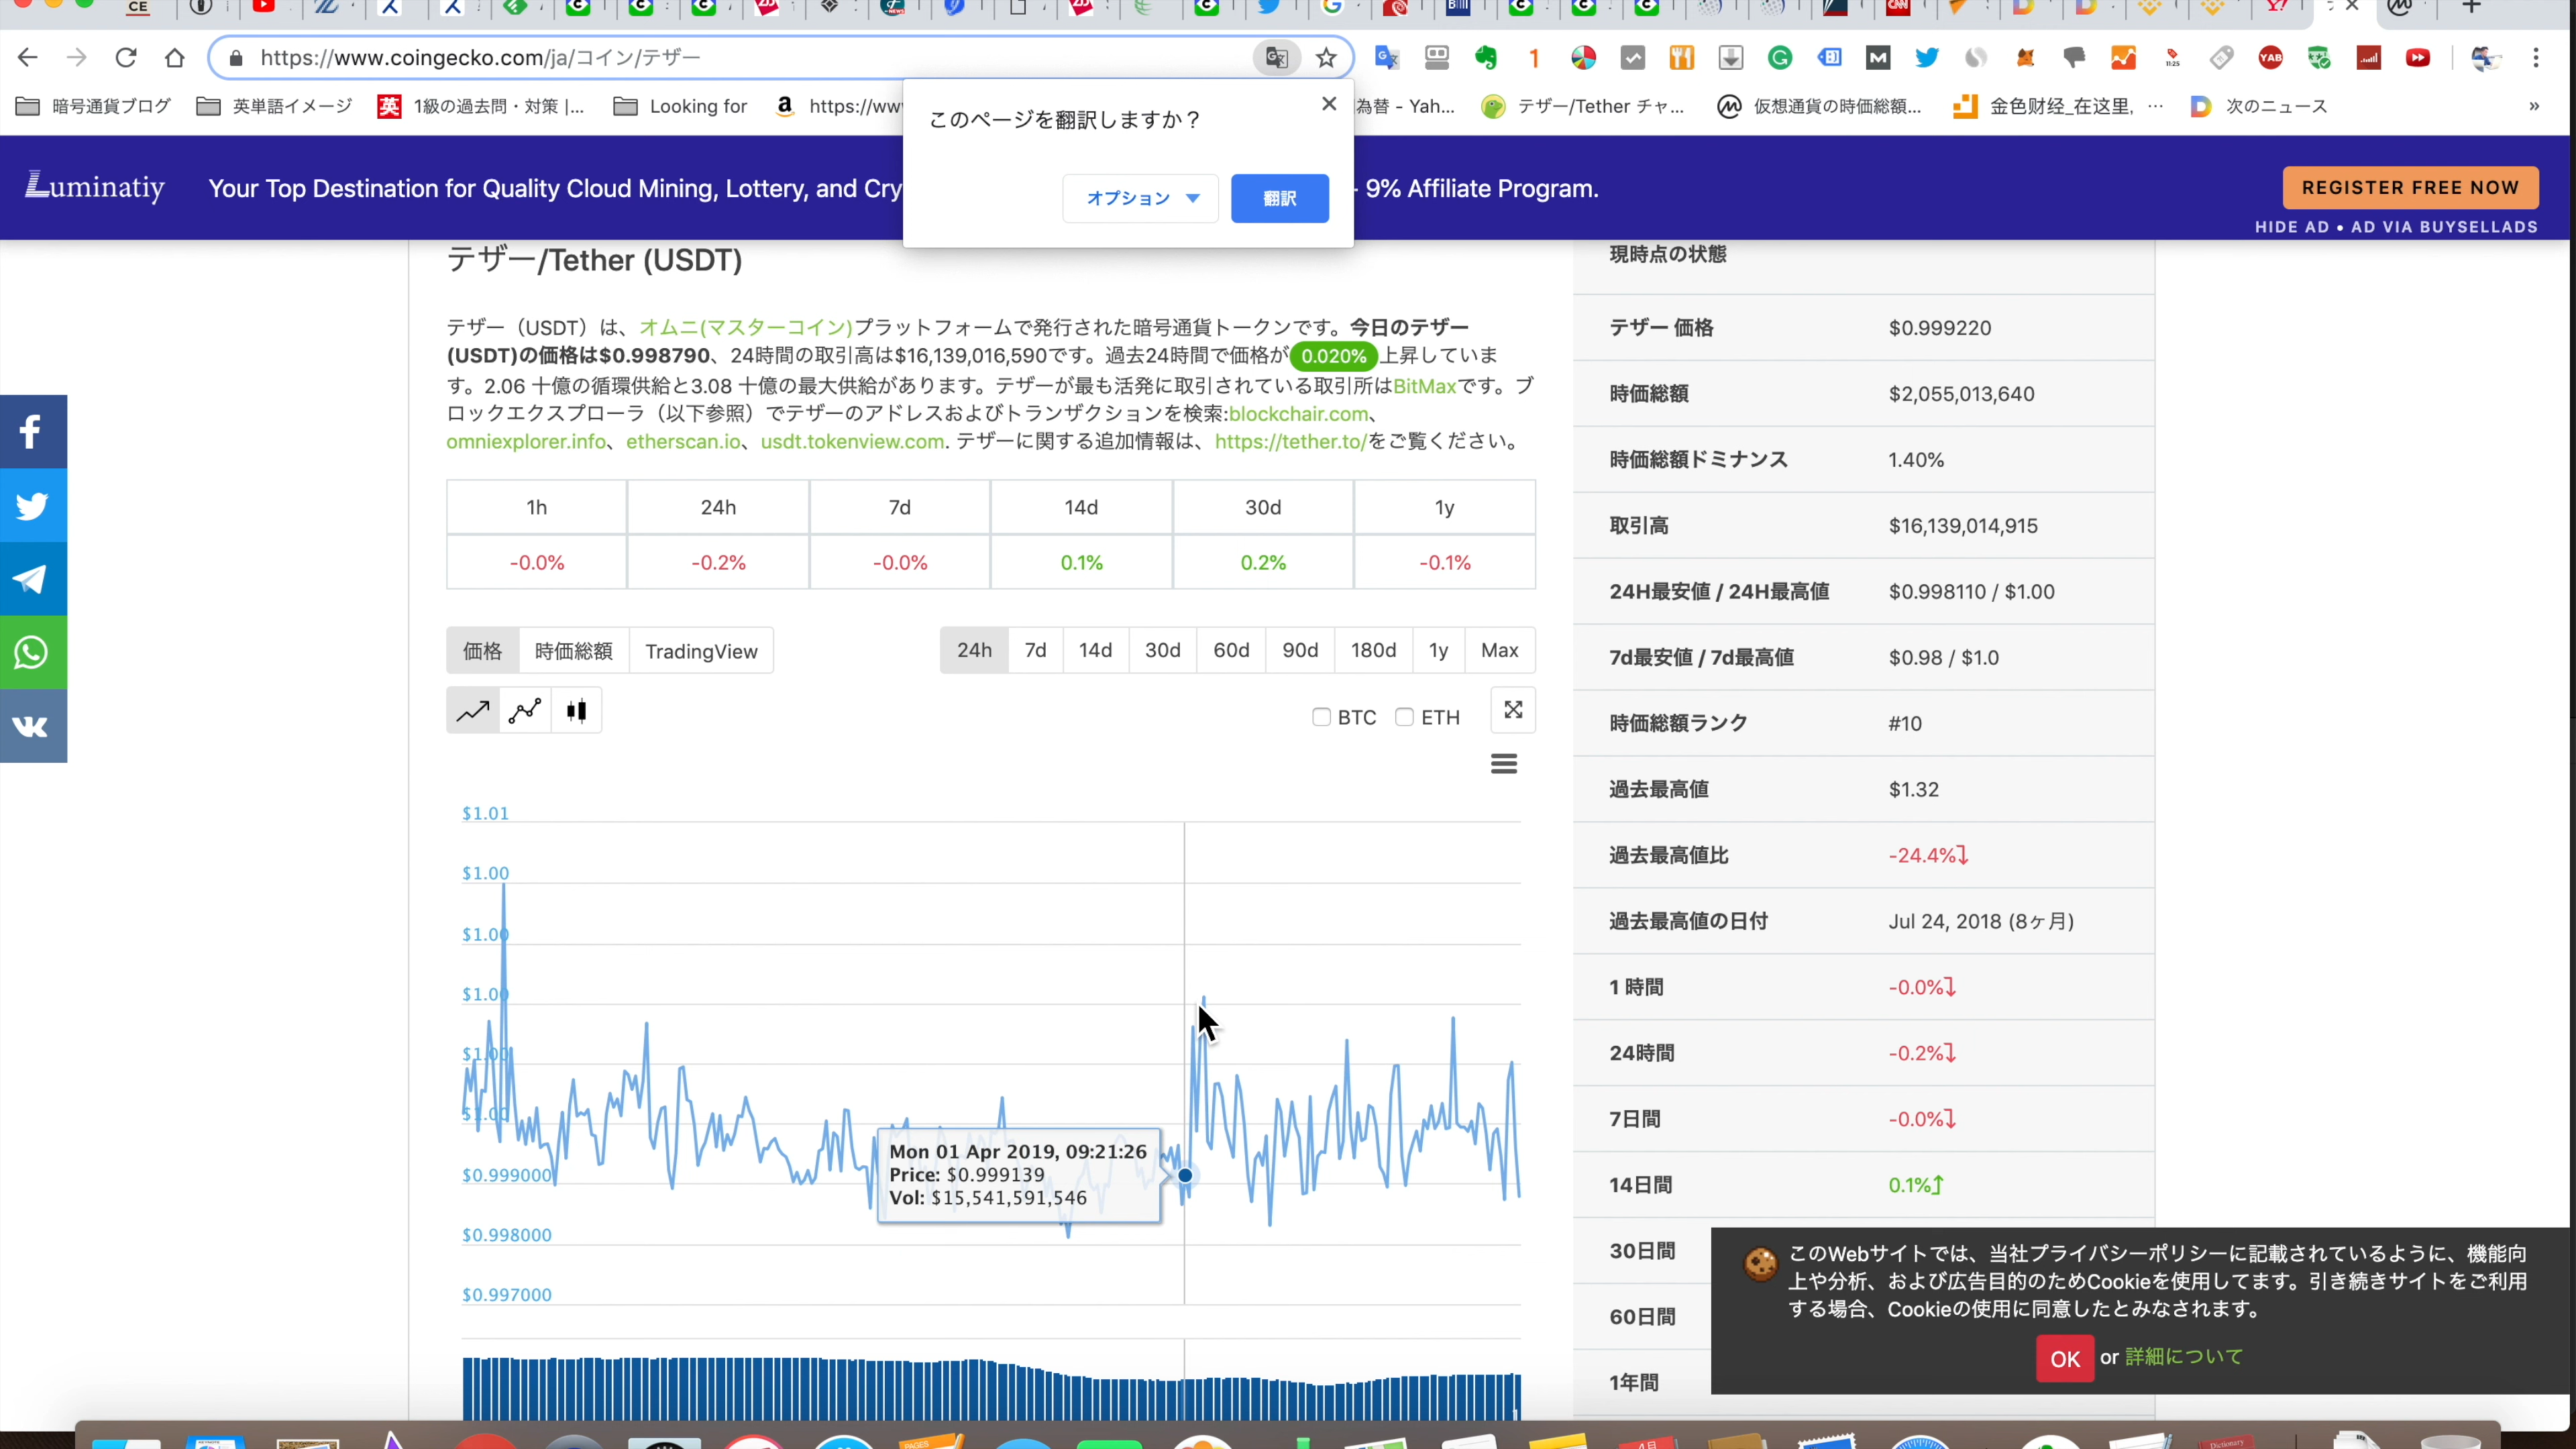 https://www.coingecko.com/ja/コイン/テザー
暗号通貨ブログ
英単語イメージ
英 1級の過去問・対策 |...
Looking for
https://www
為替 - Yah...
テザー/Tether チャ...
仮想通貨の時価総額...
金色财经_在这里, ...
次のニュース
»
このページを翻訳しますか？
オプション
翻訳
Luminatiy
Your Top Destination for Quality Cloud Mining, Lottery, and Cry
- 9% Affiliate Program.
REGISTER FREE NOW
HIDE AD • AD VIA BUYSELLADS
テザー/Tether (USDT)
テザー（USDT）は、オムニ(マスターコイン)プラットフォームで発行された暗号通貨トークンです。今日のテザー
(USDT)の価格は$0.998790、24時間の取引高は$16,139,016,590です。過去24時間で価格が 0.020% 上昇していま
す。2.06 十億の循環供給と3.08 十億の最大供給があります。テザーが最も活発に取引されている取引所はBitMaxです。ブ
ロックエクスプローラ（以下参照）でテザーのアドレスおよびトランザクションを検索:blockchair.com、
omniexplorer.info、etherscan.io、usdt.tokenview.com. テザーに関する追加情報は、https://tether.to/をご覧ください。
1h 24h 7d 14d 30d 1y
-0.0% -0.2% -0.0% 0.1% 0.2% -0.1%
価格 時価総額 TradingView
24h 7d 14d 30d 60d 90d 180d 1y Max
BTC ETH
$1.01
$1.00
$1.00
$1.00
$1.00
$1.00
$0.999000
$0.998000
$0.997000
Mon 01 Apr 2019, 09:21:26
Price: $0.999139
Vol: $15,541,591,546
現時点の状態
テザー 価格 $0.999220
時価総額 $2,055,013,640
時価総額ドミナンス 1.40%
取引高 $16,139,014,915
24H最安値 / 24H最高値 $0.998110 / $1.00
7d最安値 / 7d最高値 $0.98 / $1.0
時価総額ランク #10
過去最高値 $1.32
過去最高値比 -24.4%
過去最高値の日付 Jul 24, 2018 (8ヶ月)
1 時間 -0.0%
24時間 -0.2%
7日間 -0.0%
14日間 0.1%
30日間
60日間
1年間
このWebサイトでは、当社プライバシーポリシーに記載されているように、機能向
上や分析、および広告目的のためCookieを使用してます。引き続きサイトをご利用
する場合、Cookieの使用に同意したとみなされます。
OK or 詳細について